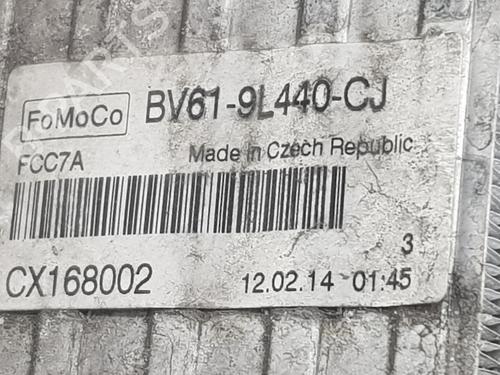 FoMoCo BV61-9L440-CJ
FCC7A Made in Czech Republic
3
CX168002 12.02.14 01:45